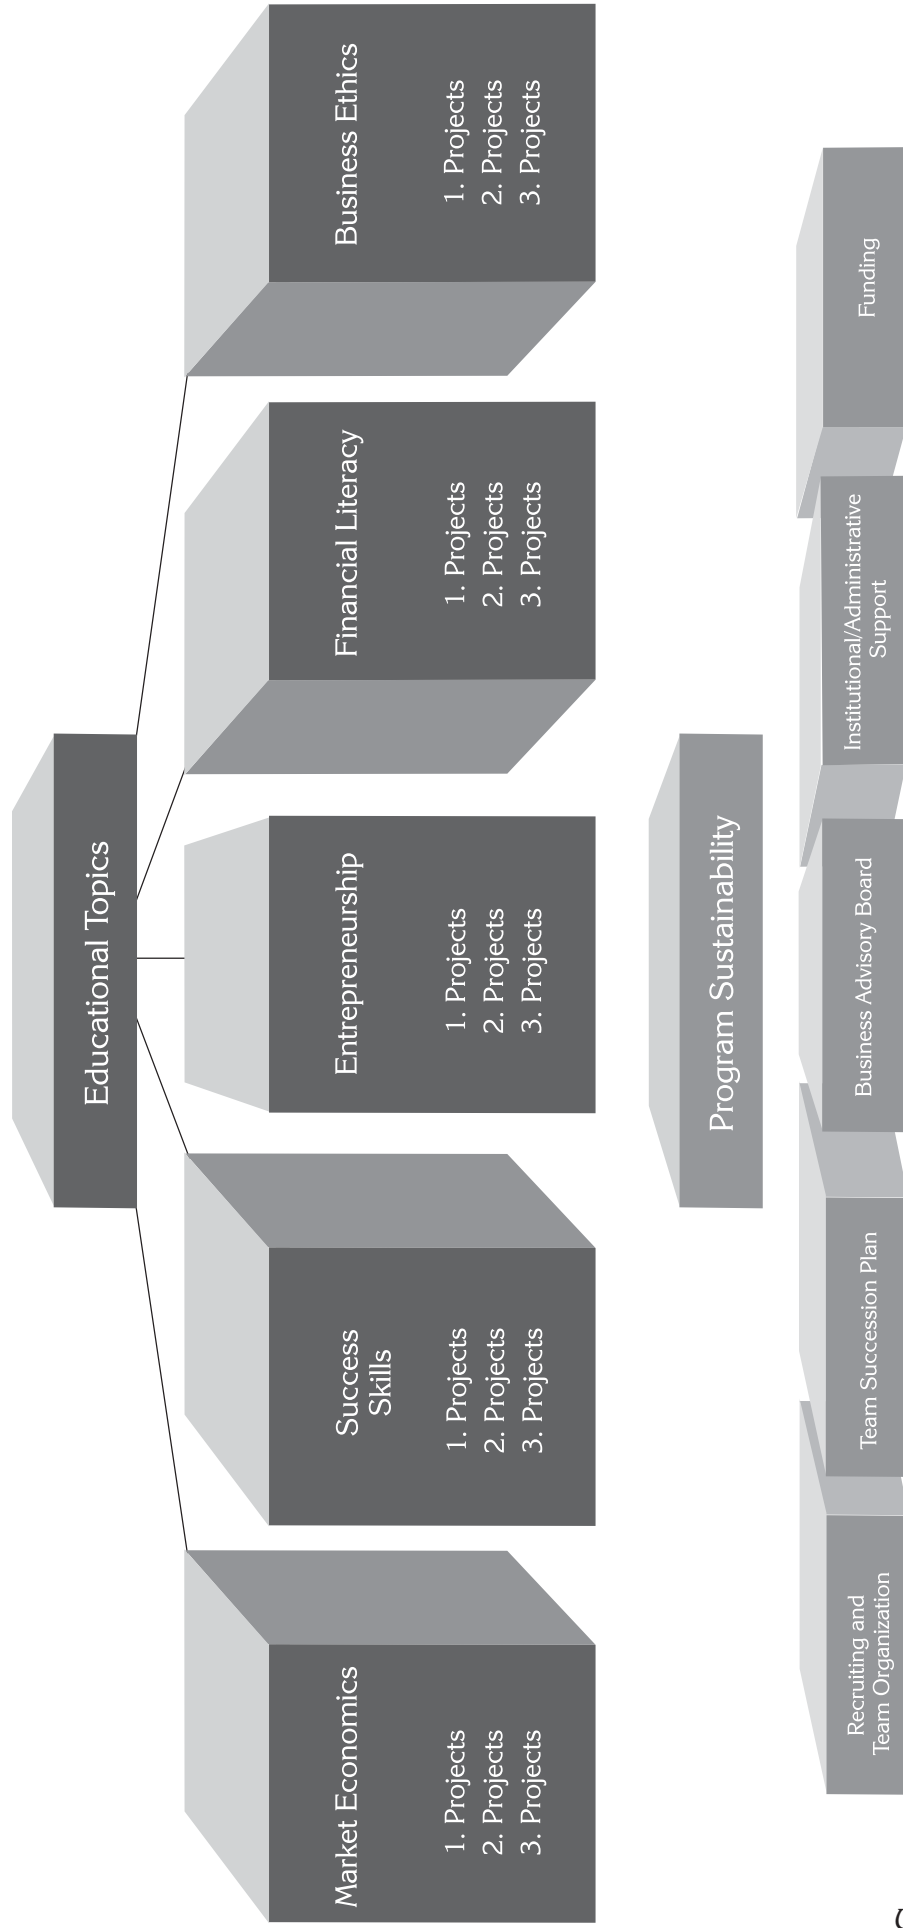 Educational Topics
Market Economics
1. Projects
2. Projects
3. Projects
Success
Skills
1. Projects
2. Projects
3. Projects
Entrepreneurship
1. Projects
2. Projects
3. Projects
Financial Literacy
1. Projects
2. Projects
3. Projects
Business Ethics
1. Projects
2. Projects
3. Projects
Program Sustainability
Recruiting and
Team Organization
Team Succession Plan
Business Advisory Board
Institutional/Administrative
Support
Funding